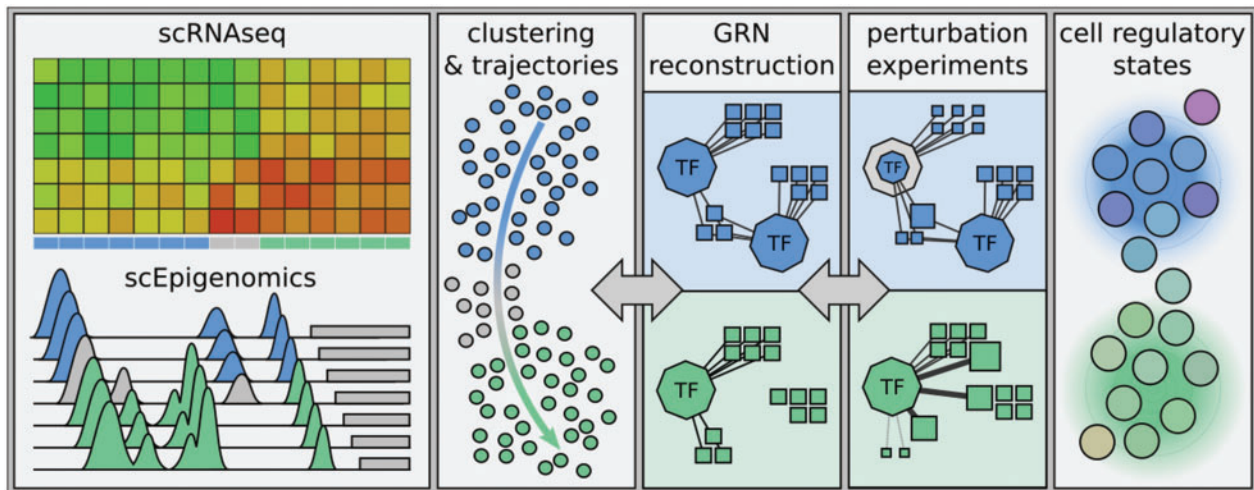 scRNAseq
scEpigenomics
clustering
& trajectories
GRN
reconstruction
TF
TF
TF
perturbation
experiments
TF
TF
TF
cell regulatory
states